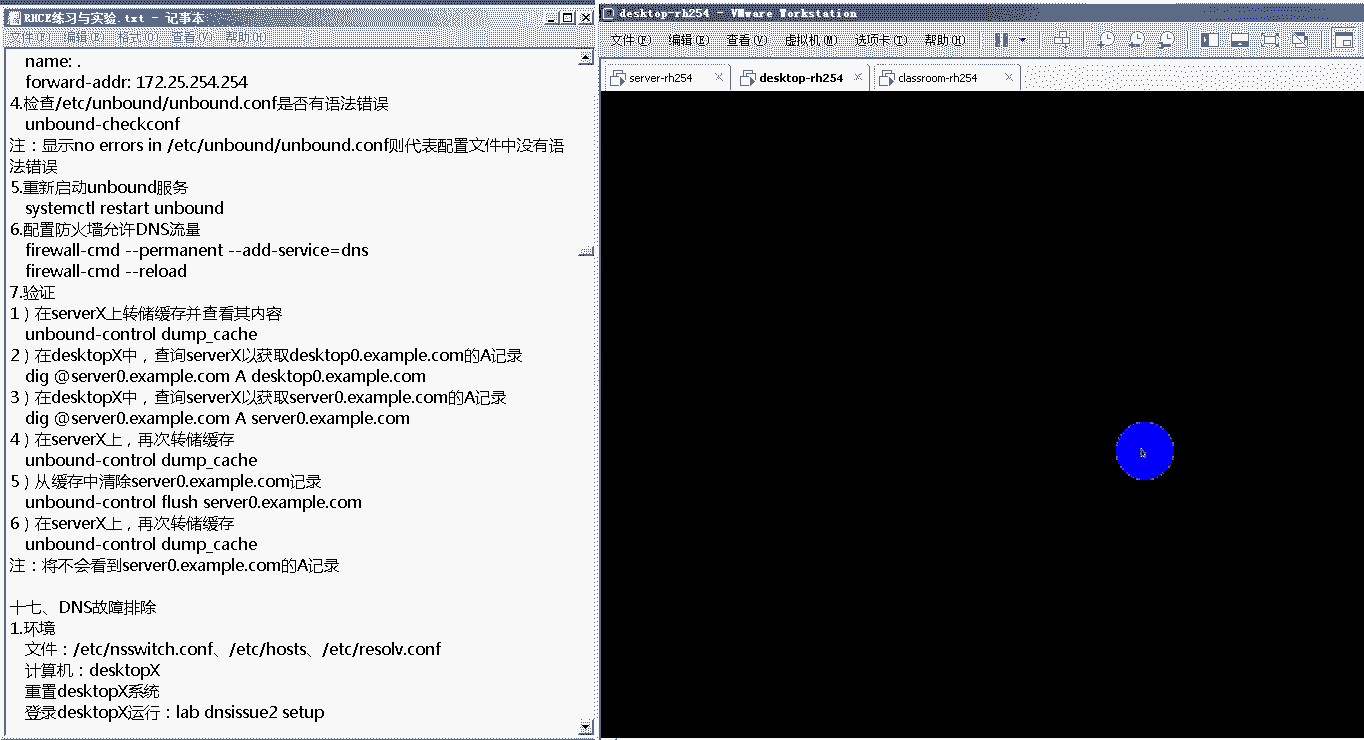 RHCE练习与实验.txt - 记事本
文件(F) 编辑(E) 格式(O) 查看(V) 帮助(H)
name: .
forward-addr: 172.25.254.254
4.检查/etc/unbound/unbound.conf是否有语法错误
unbound-checkconf
注：显示no errors in /etc/unbound/unbound.conf则代表配置文件中没有语
法错误
5.重新启动unbound服务
systemctl restart unbound
6.配置防火墙允许DNS流量
firewall-cmd --permanent --add-service=dns
firewall-cmd --reload
7.验证
1）在serverX上转储缓存并查看其内容
unbound-control dump_cache
2）在desktopX中，查询serverX以获取desktop0.example.com的A记录
dig @server0.example.com A desktop0.example.com
3）在desktopX中，查询serverX以获取server0.example.com的A记录
dig @server0.example.com A server0.example.com
4）在serverX上，再次转储缓存
unbound-control dump_cache
5）从缓存中清除server0.example.com记录
unbound-control flush server0.example.com
6）在serverX上，再次转储缓存
unbound-control dump_cache
注：将不会看到server0.example.com的A记录
十七、DNS故障排除
1.环境
文件：/etc/nsswitch.conf、/etc/hosts、/etc/resolv.conf
计算机：desktopX
重置desktopX系统
登录desktopX运行：lab dnsissue2 setup
desktop-rh254 - VMware Workstation
文件(F) 编辑(E) 查看(V) 虚拟机(M) 选项卡(T) 帮助(H)
server-rh254 desktop-rh254 classroom-rh254